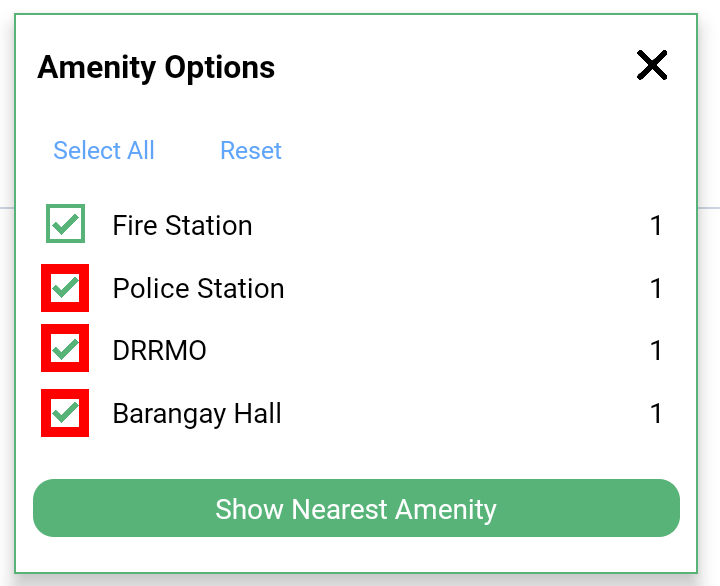 Amenity Options
Select All Reset
Fire Station 1
Police Station 1
DRRMO 1
Barangay Hall 1
Show Nearest Amenity